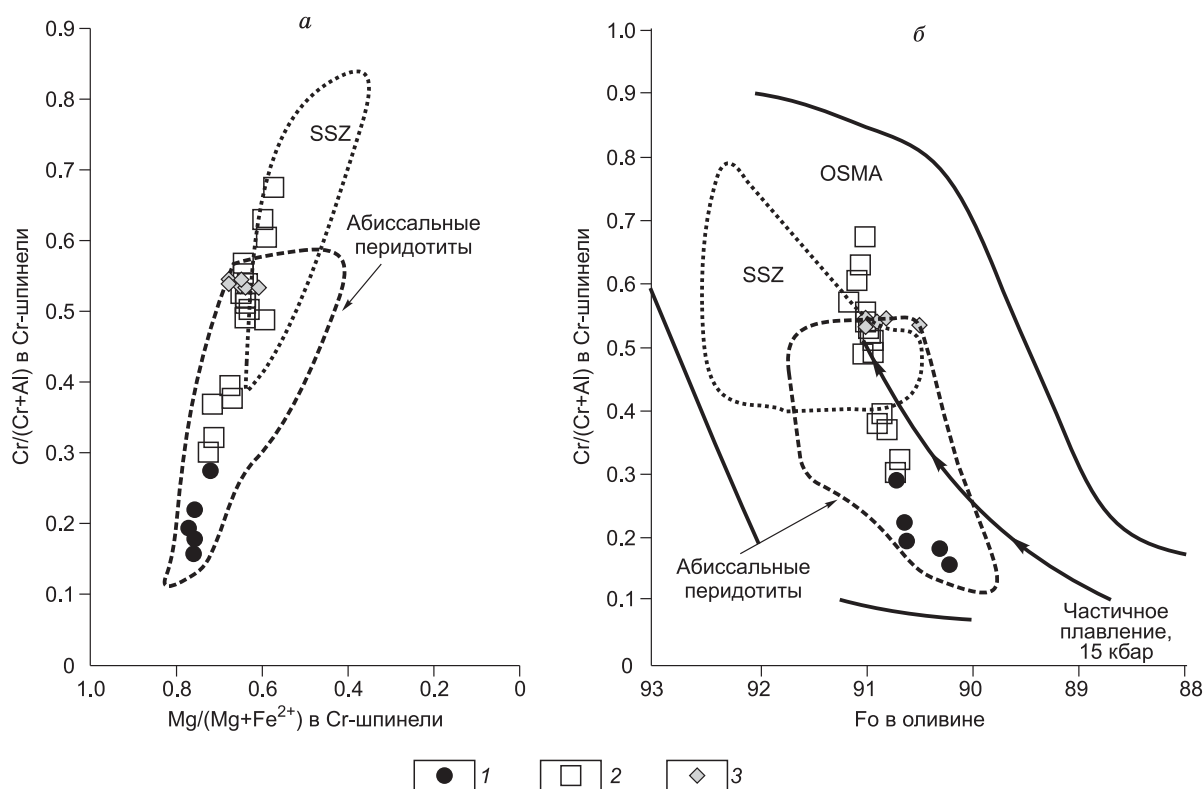 а
0.9
0.8
0.7
0.6
0.5
0.4
0.3
0.2
0.1
0
Cr/(Cr+Al) в Cr-шпинели
SSZ
Абиссальные
перидотиты
1.0
0.8
0.6
0.4
0.2
0
Mg/(Mg+Fe²⁺) в Cr-шпинели
б
1.0
0.9
0.8
0.7
0.6
0.5
0.4
0.3
0.2
0.1
0
Cr/(Cr+Al) в Cr-шпинели
OSMA
SSZ
Абиссальные
перидотиты
Частичное
плавление,
15 кбар
93
92
91
90
89
88
Fo в оливине
1
2
3